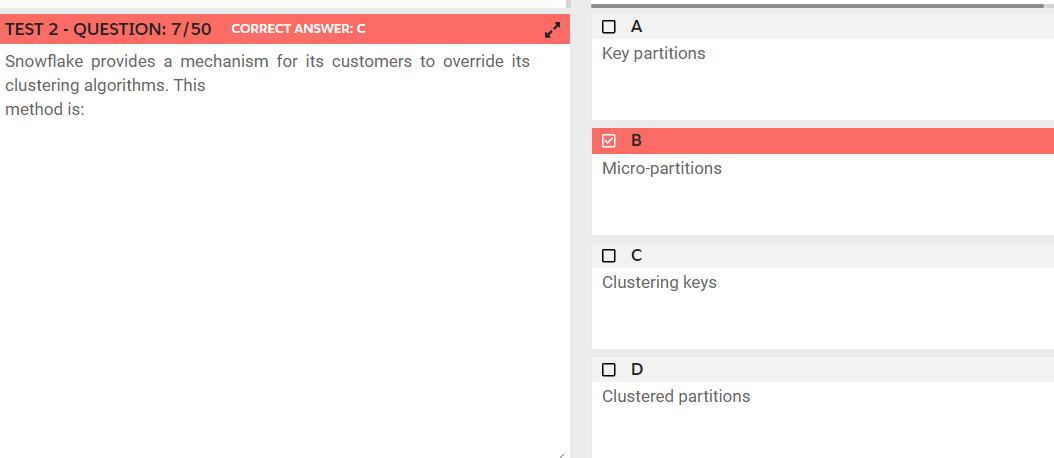 TEST 2 - QUESTION: 7/50 CORRECT ANSWER: C
Snowflake provides a mechanism for its customers to override its
clustering algorithms. This
method is:
A
Key partitions
B
Micro-partitions
C
Clustering keys
D
Clustered partitions